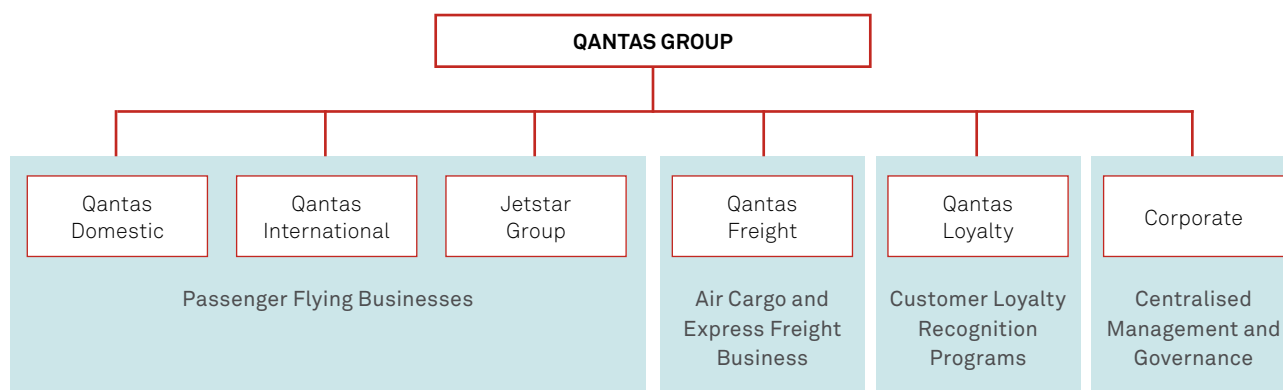 QANTAS GROUP
Qantas
Domestic
Qantas
International
Jetstar
Group
Qantas
Freight
Qantas
Loyalty
Corporate
Passenger Flying Businesses
Air Cargo and
Express Freight
Business
Customer Loyalty
Recognition
Programs
Centralised
Management and
Governance